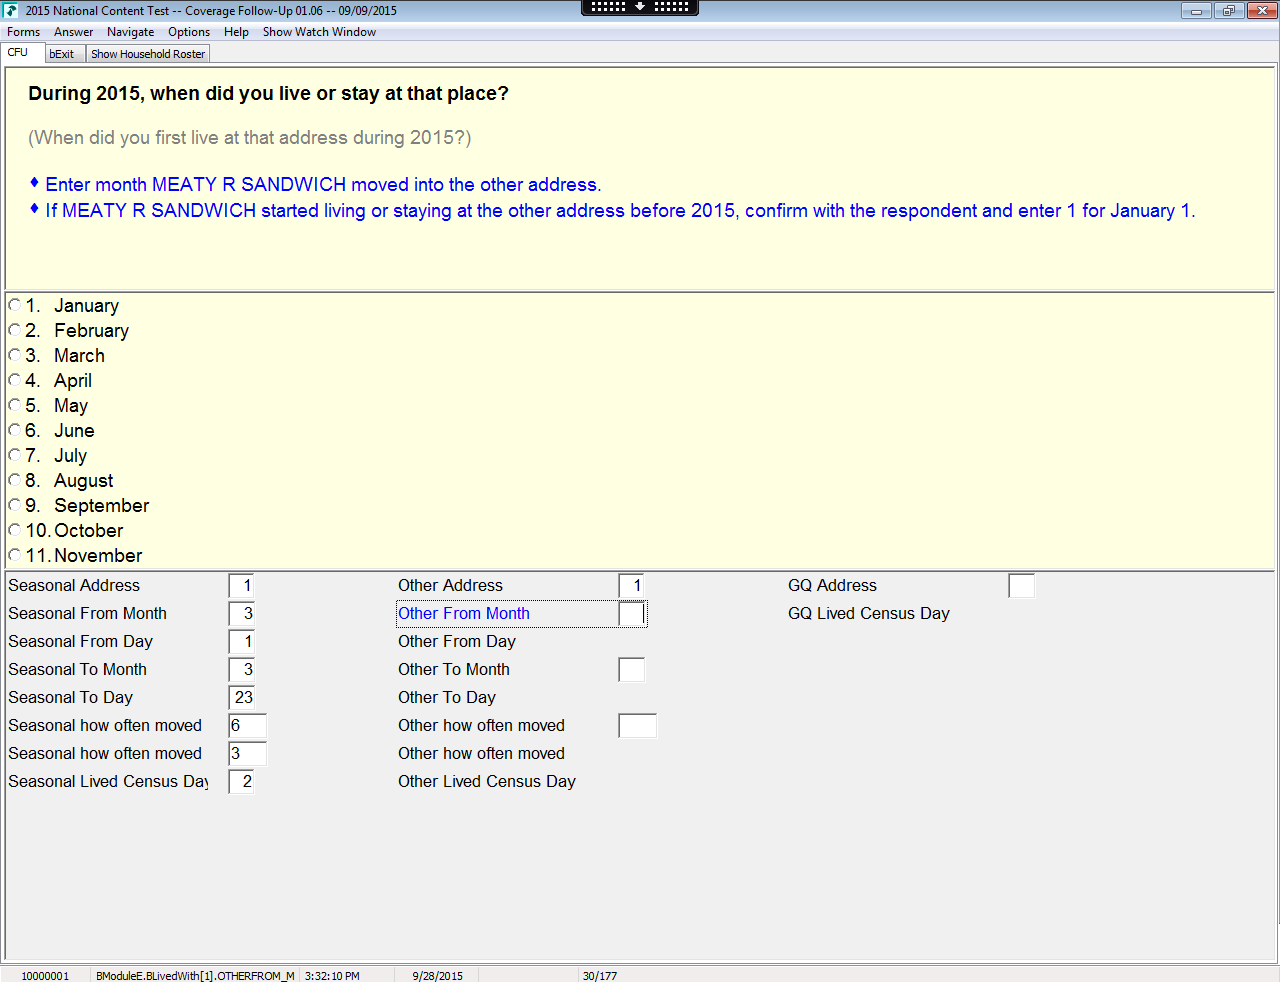 2015 National Content Test -- Coverage Follow-Up 01.06 -- 09/09/2015
Forms Answer Navigate Options Help Show Watch Window
CFU bExit Show Household Roster
During 2015, when did you live or stay at that place?
(When did you first live at that address during 2015?)
♦ Enter month MEATY R SANDWICH moved into the other address.
♦ If MEATY R SANDWICH started living or staying at the other address before 2015, confirm with the respondent and enter 1 for January 1.
1. January
2. February
3. March
4. April
5. May
6. June
7. July
8. August
9. September
10. October
11. November
Seasonal Address 1 Other Address 1 GQ Address
Seasonal From Month 3 Other From Month GQ Lived Census Day
Seasonal From Day 1 Other From Day
Seasonal To Month 3 Other To Month
Seasonal To Day 23 Other To Day
Seasonal how often moved 6 Other how often moved
Seasonal how often moved 3 Other how often moved
Seasonal Lived Census Day 2 Other Lived Census Day
10000001 BModuleE.BLivedWith[1].OTHERFROM_M 3:32:10 PM 9/28/2015 30/177